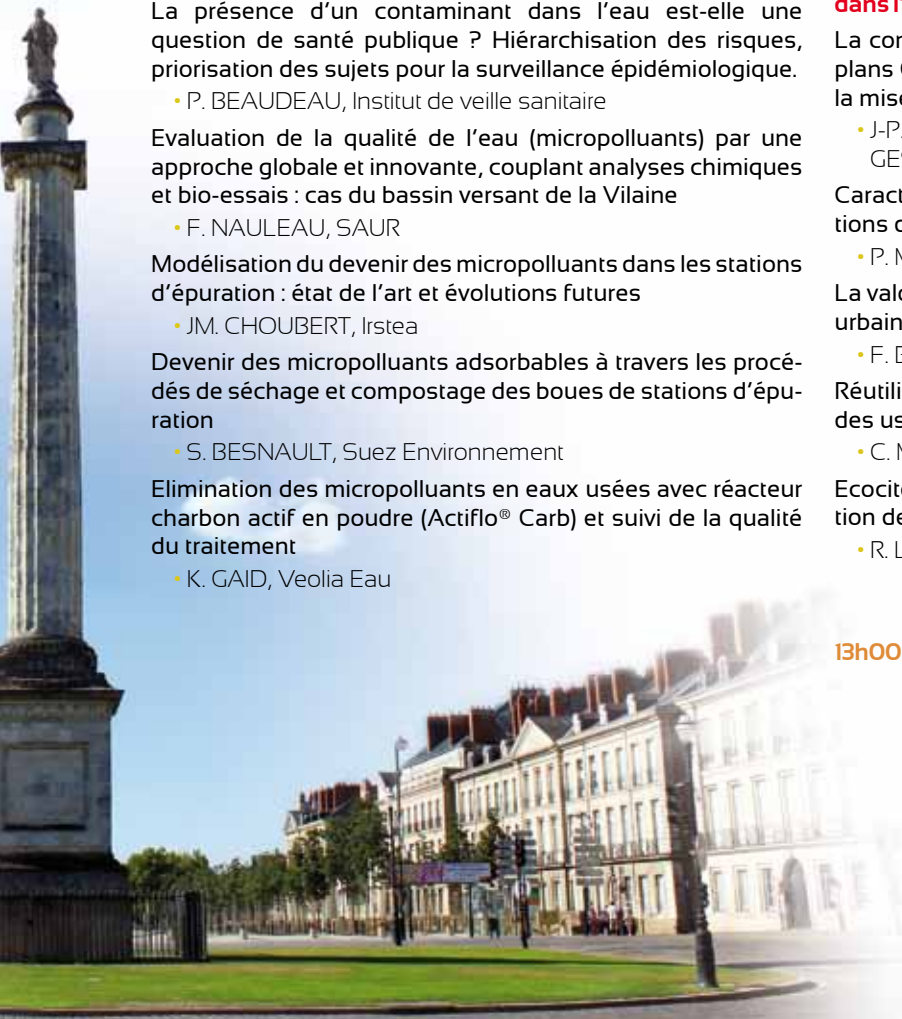 La présence d'un contaminant dans l'eau est-elle une
question de santé publique ? Hiérarchisation des risques,
priorisation des sujets pour la surveillance épidémiologique.
• P. BEAUDEAU, Institut de veille sanitaire
Evaluation de la qualité de l'eau (micropolluants) par une
approche globale et innovante, couplant analyses chimiques
et bio-essais : cas du bassin versant de la Vilaine
• F. NAULEAU, SAUR
Modélisation du devenir des micropolluants dans les stations
d'épuration : état de l'art et évolutions futures
• JM. CHOUBERT, Irstea
Devenir des micropolluants adsorbables à travers les procé-
dés de séchage et compostage des boues de stations d'épu-
ration
• S. BESNAULT, Suez Environnement
Elimination des micropolluants en eaux usées avec réacteur
charbon actif en poudre (Actiflo® Carb) et suivi de la qualité
du traitement
• K. GAID, Veolia Eau
dans l'
La
plans
la
• J-P
tions
• P.
La
urbain
• F.
des
• C.
tion
• R.
13h00